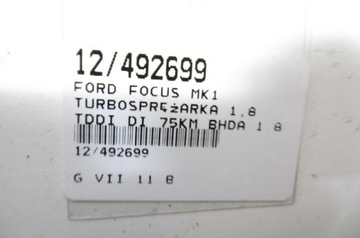 12/492699
FORD FOCUS MK1
TURBOSPRĘŻARKA 1.8
TDDI DI 75KM BHDA 1 8
12/492699
G VII 11 B